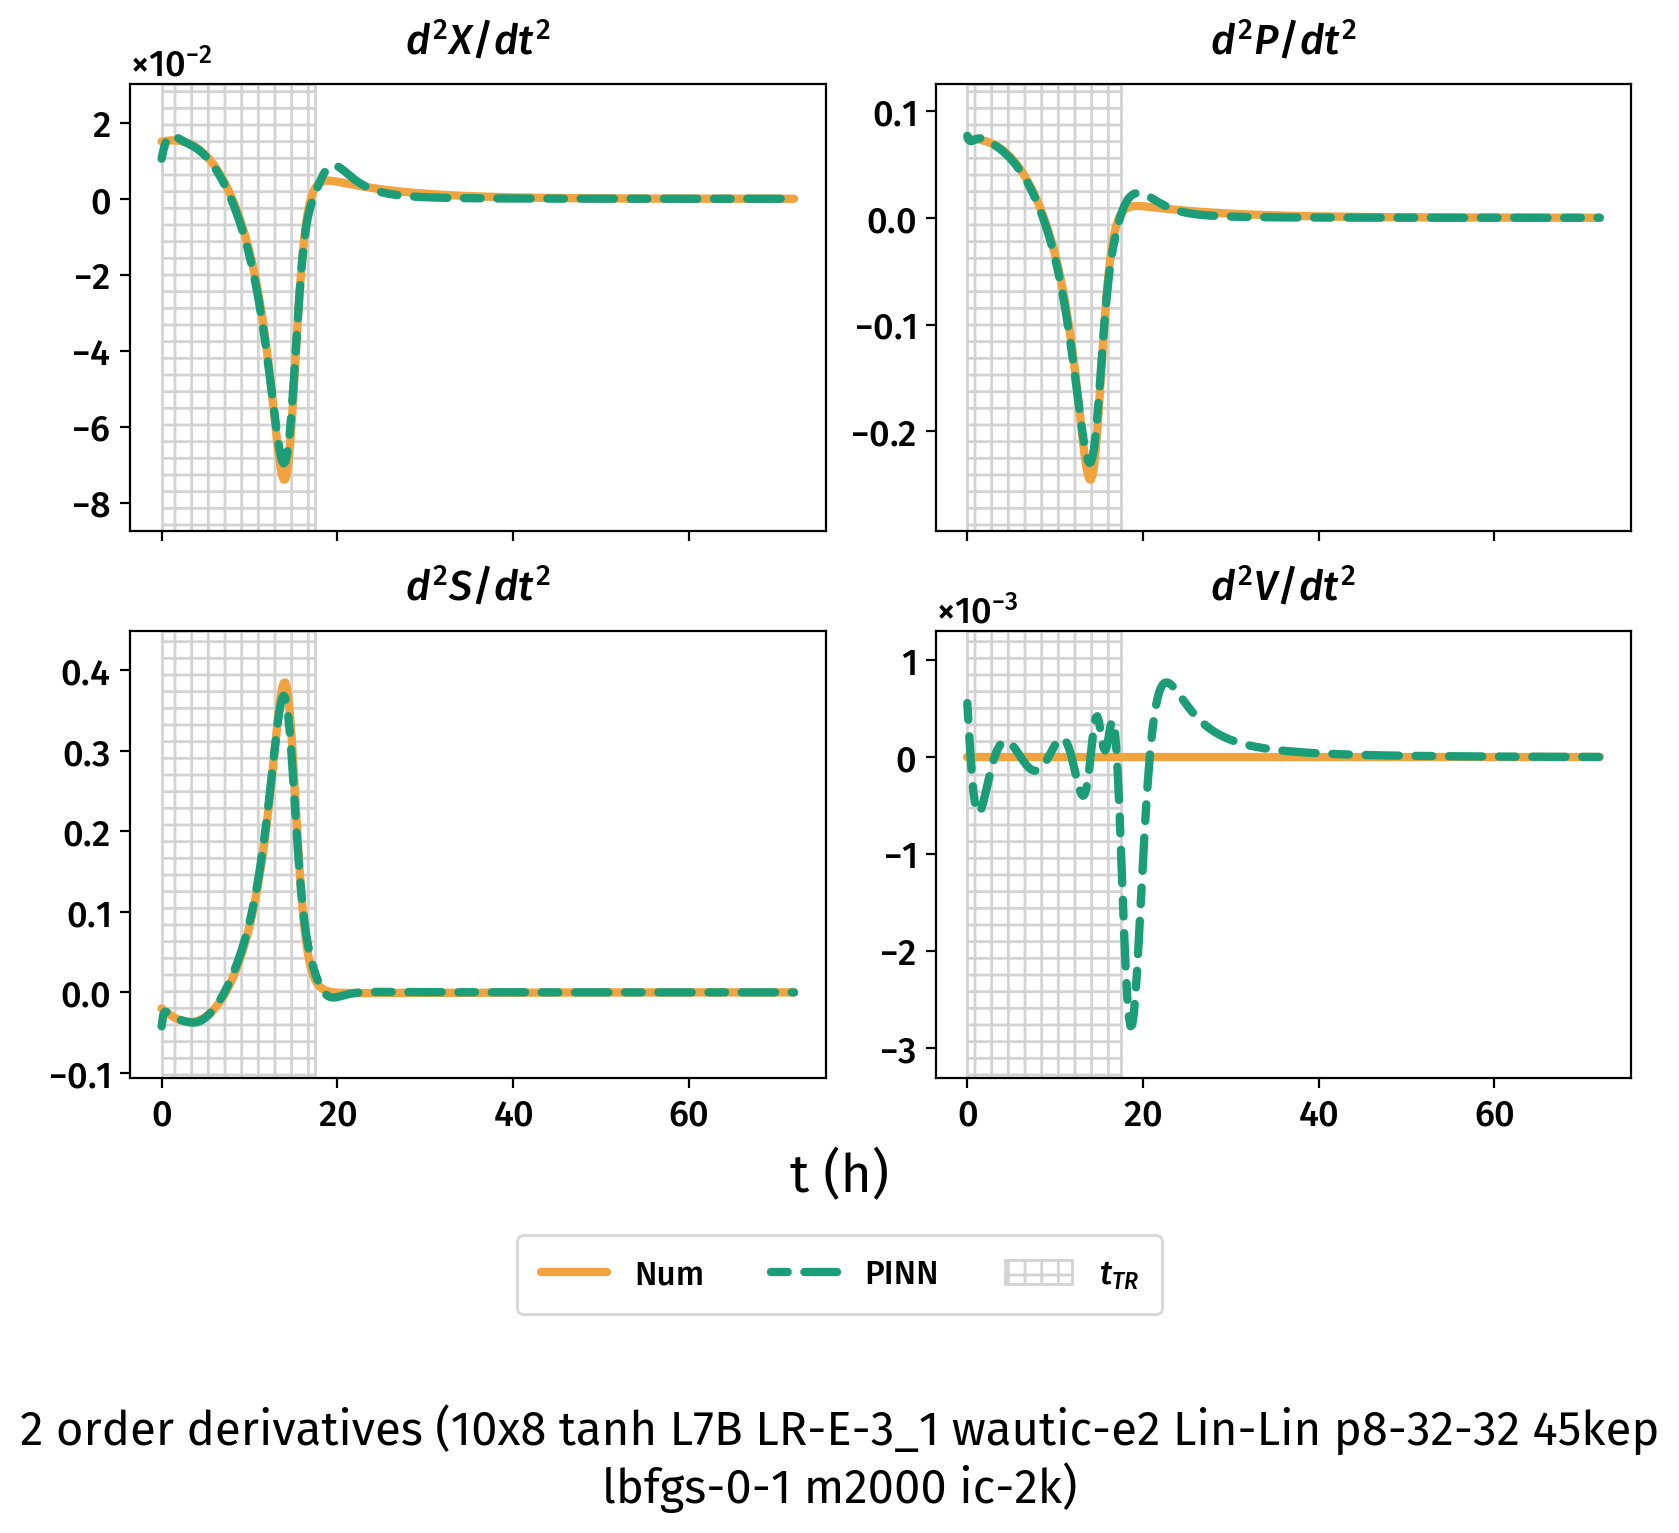 d²X/dt²
×10⁻²
2
0
−2
−4
−6
−8
d²P/dt²
0.1
0.0
−0.1
−0.2
d²S/dt²
0.4
0.3
0.2
0.1
0.0
−0.1
0 20 40 60
d²V/dt²
×10⁻³
1
0
−1
−2
−3
0 20 40 60
t (h)
Num PINN t_TR
2 order derivatives (10x8 tanh L7B LR-E-3_1 wautic-e2 Lin-Lin p8-32-32 45kep
lbfgs-0-1 m2000 ic-2k)